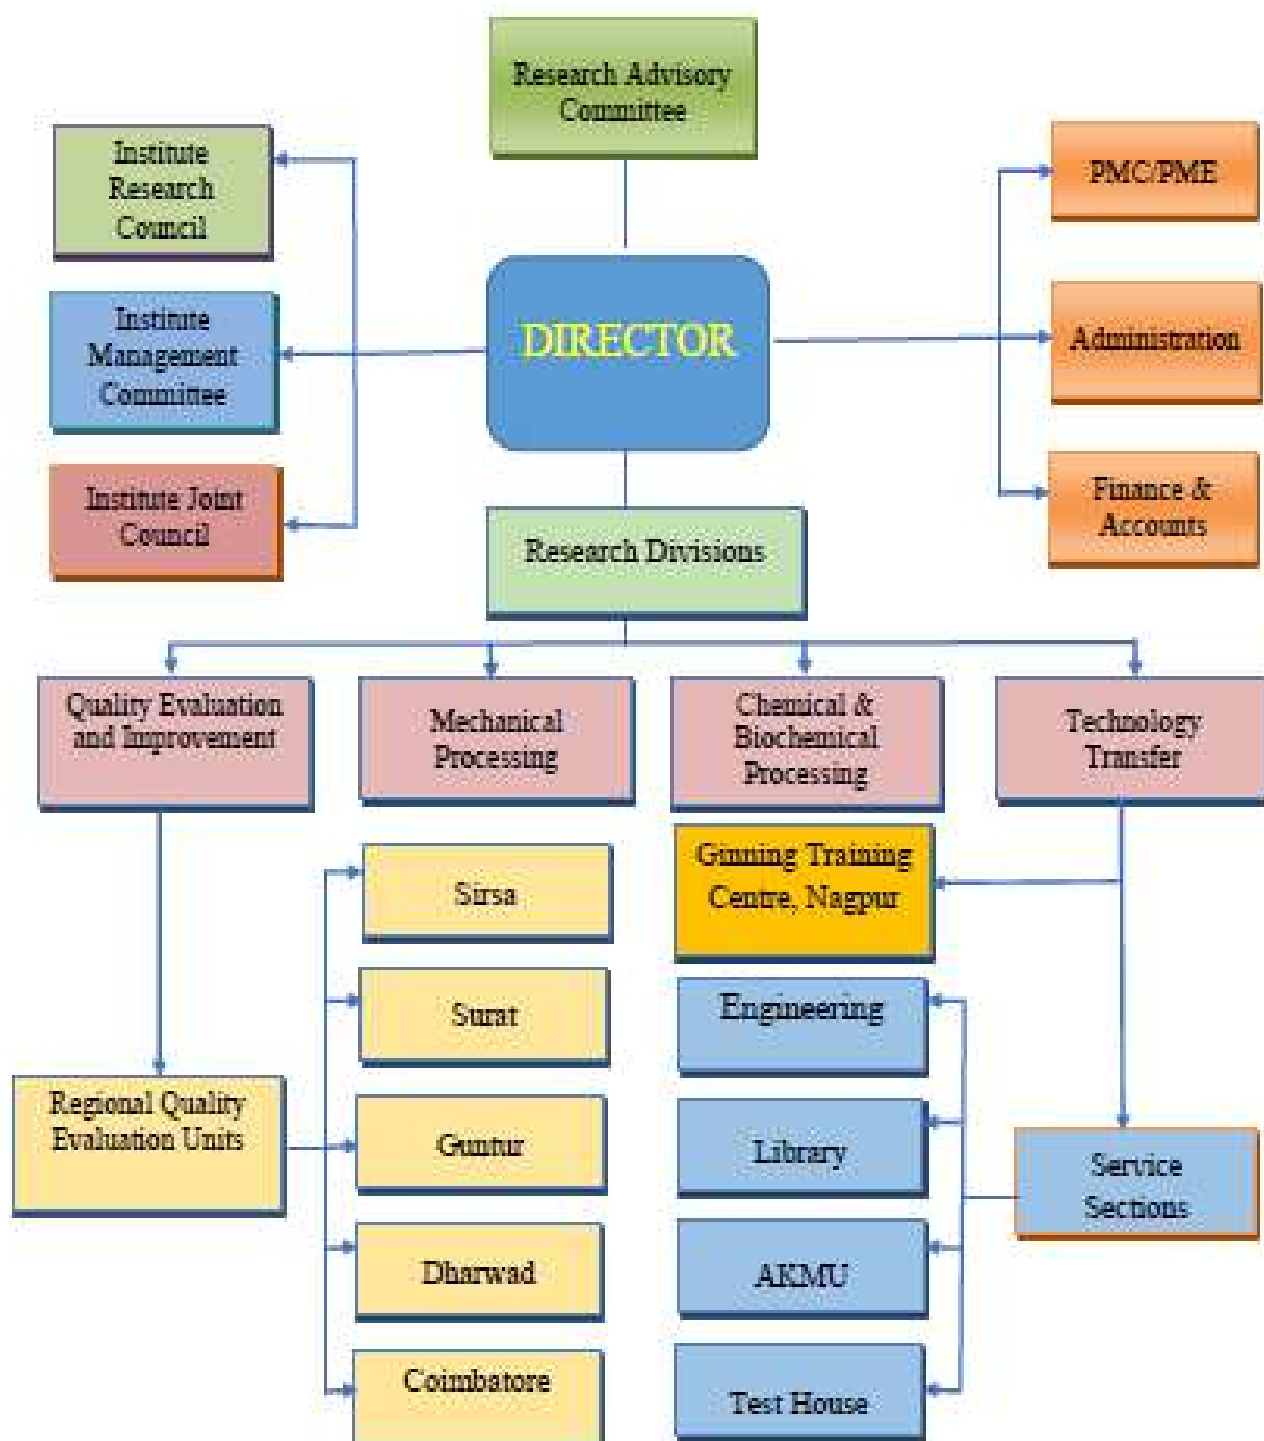 Research Advisory
Committee
Institute
Research
Council
PMC/PME
Institute
Management
Committee
DIRECTOR
Administration
Institute Joint
Council
Finance &
Accounts
Research Divisions
Quality Evaluation
and Improvement
Mechanical
Processing
Chemical &
Biochemical
Processing
Technology
Transfer
Sirsa
Ginning Training
Centre, Nagpur
Surat
Engineering
Regional Quality
Evaluation Units
Guntur
Library
Service
Sections
Dharwad
AKMU
Coimbatore
Test House